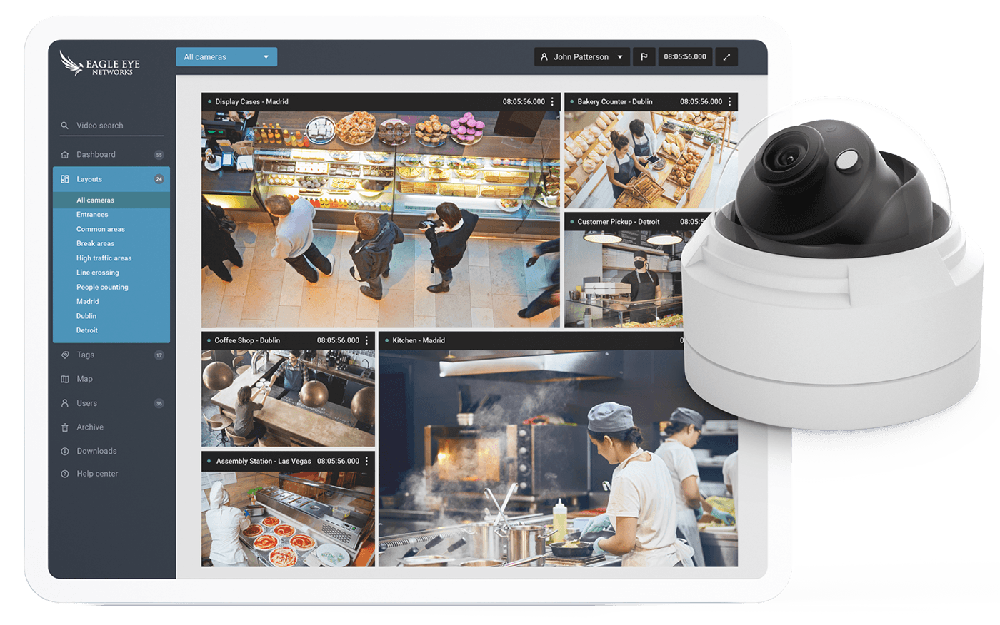 EAGLE EYE
NETWORKS
All cameras
John Patterson
08:05:56.000
Video search
Dashboard
55
Layouts
24
All cameras
Entrances
Common areas
Break areas
High traffic areas
Line crossing
People counting
Madrid
Dublin
Detroit
Tags
17
Map
Users
36
Archive
Downloads
Help center
Display Cases - Madrid
08:05:56.000
Bakery Counter - Dublin
08:05:56.000
Customer Pickup - Detroit
08:05:5
Coffee Shop - Dublin
08:05:56.000
Kitchen - Madrid
0
Assembly Station - Las Vegas
08:05:56.000